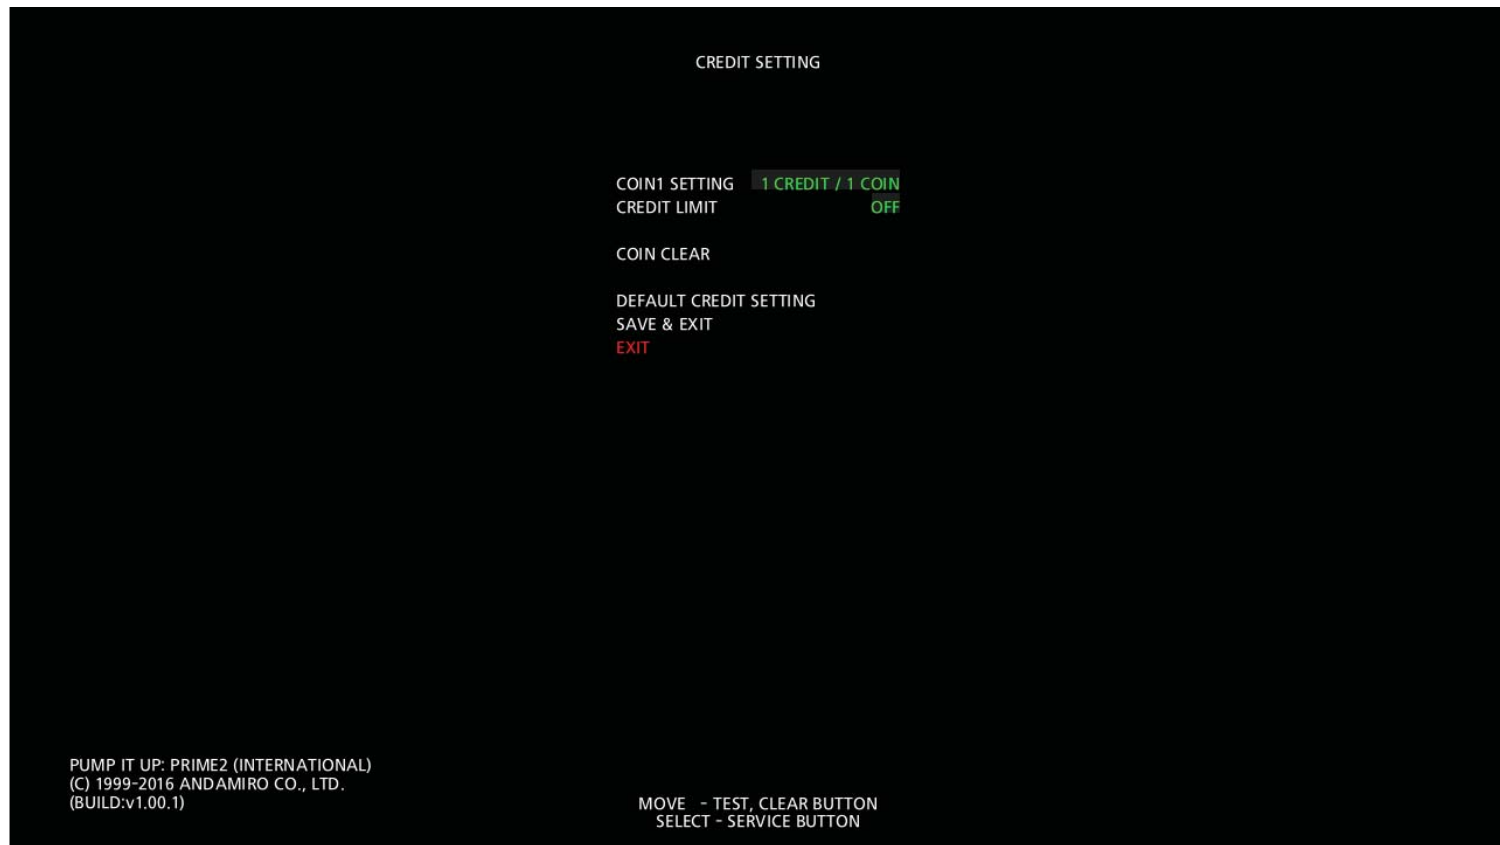 CREDIT SETTING
COIN1 SETTING 1 CREDIT / 1 COIN
CREDIT LIMIT OFF
COIN CLEAR
DEFAULT CREDIT SETTING
SAVE & EXIT
EXIT
PUMP IT UP: PRIME2 (INTERNATIONAL)
(C) 1999-2016 ANDAMIRO CO., LTD.
(BUILD:v1.00.1)
MOVE - TEST, CLEAR BUTTON
SELECT - SERVICE BUTTON